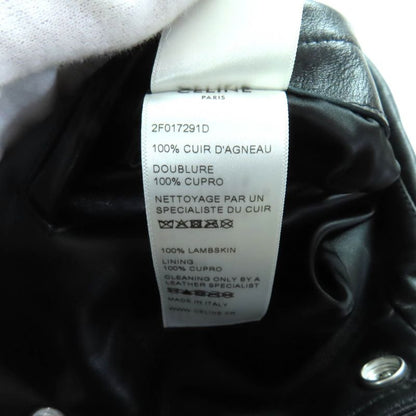 CELINE
PARIS
2F017291D
100% CUIR D'AGNEAU
DOUBLURE
100% CUPRO
NETTOYAGE PAR UN
SPECIALISTE DU CUIR
100% LAMBSKIN
LINING
100% CUPRO
CLEANING ONLY BY A
LEATHER SPECIALIST
MADE IN ITALY
WWW.CELINE.FR